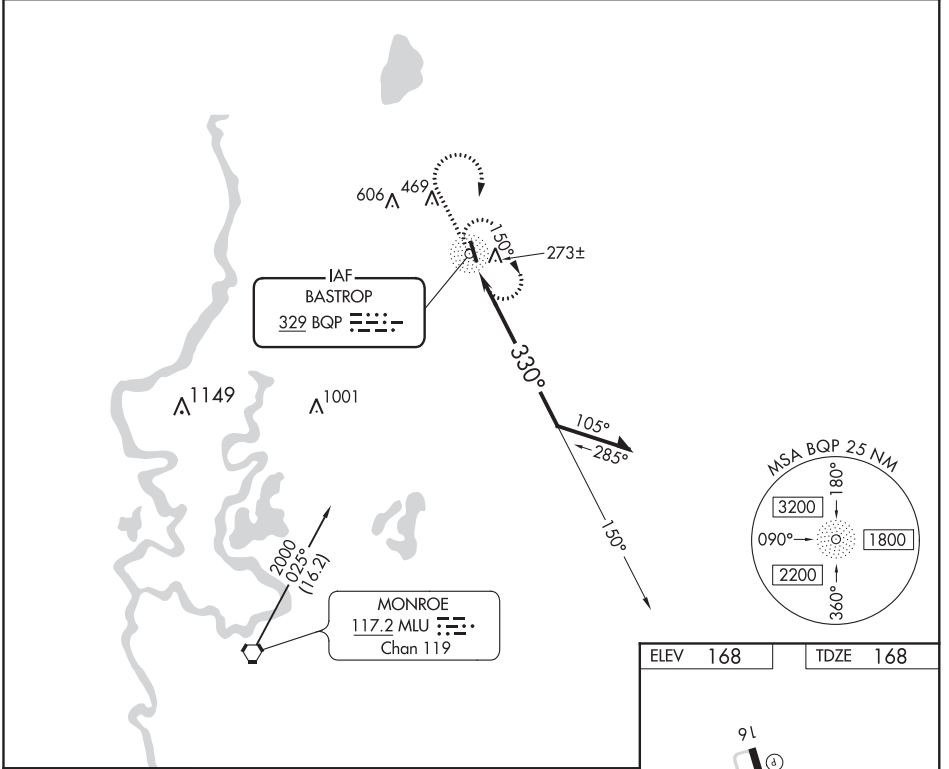 606
469
150°
273±
IAF
BASTROP
329 BQP
330°
1149
1001
105°
285°
150°
2000
025°
(16.2)
MONROE
117.2 MLU
Chan 119
MSA BQP 25 NM
180°
3200
090°
1800
2200
360°
ELEV 168
TDZE 168
16
P